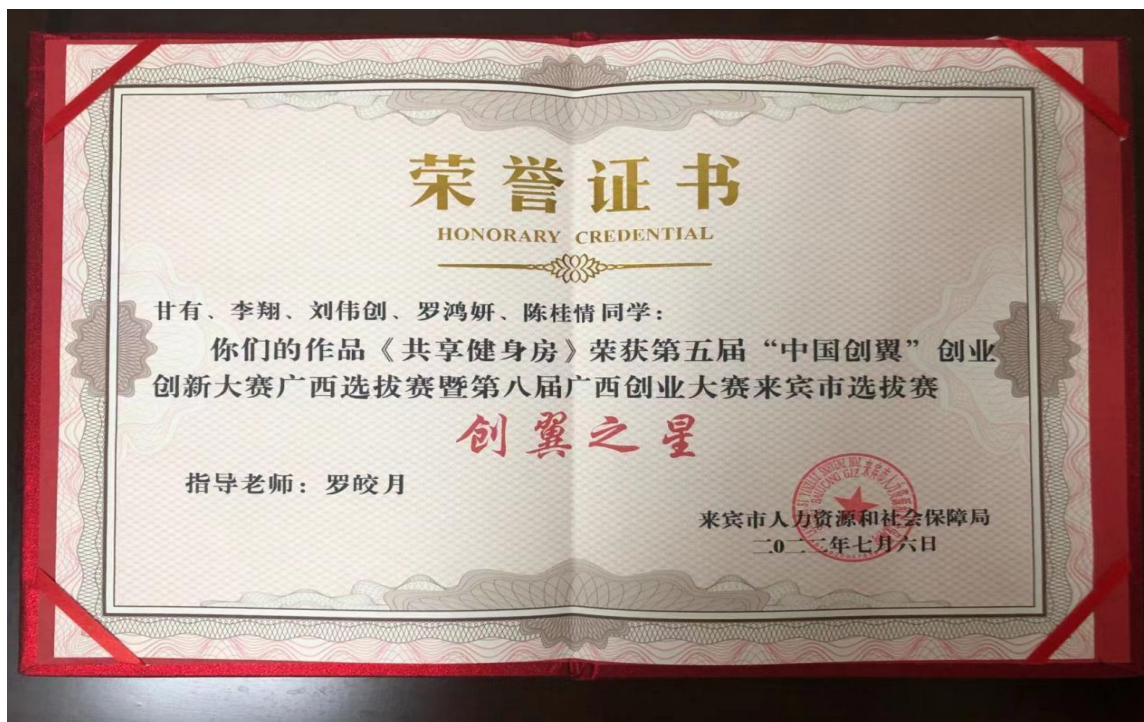 荣誉证书
HONORARY CREDENTIAL
甘有、李翔、刘伟创、罗鸿妍、陈桂情同学：
你们的作品《共享健身房》荣获第五届“中国创翼”创业
创新大赛广西选拔赛暨第八届广西创业大赛来宾市选拔赛
创翼之星
指导老师：罗皎月
来宾市人力资源和社会保障局
二0二二年七月六日